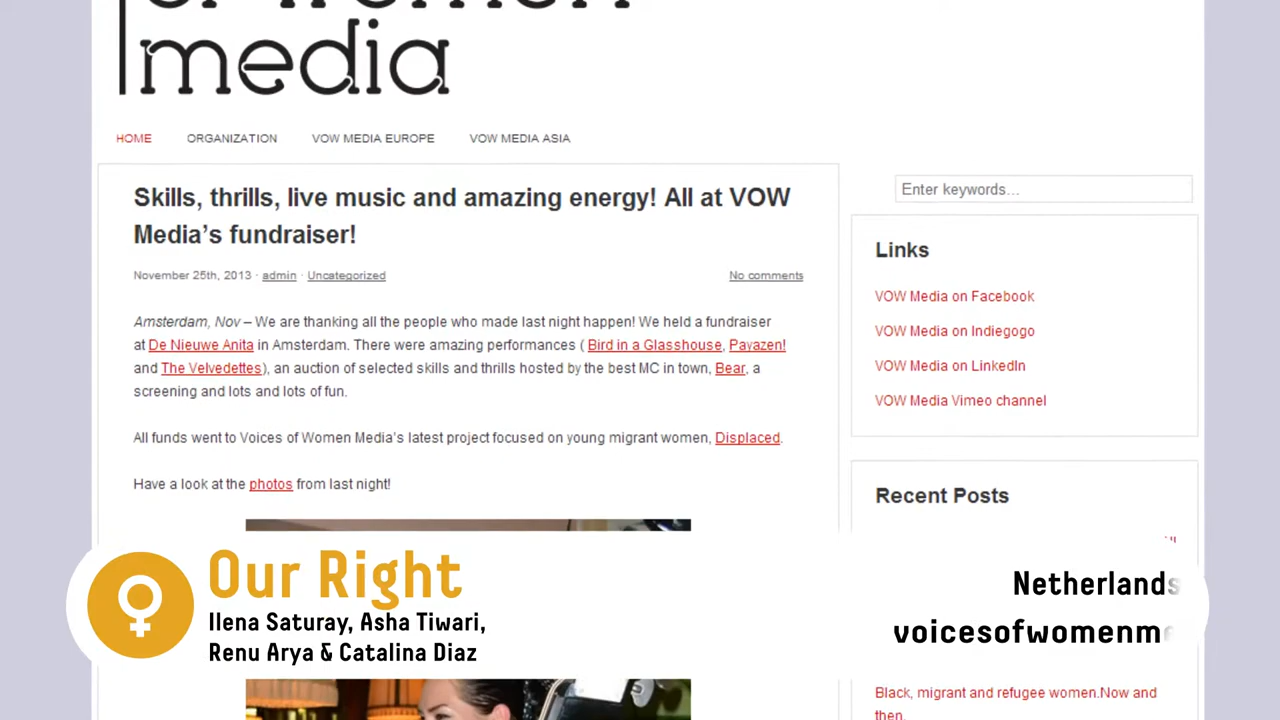 media
HOME ORGANIZATION VOW MEDIA EUROPE VOW MEDIA ASIA
Skills, thrills, live music and amazing energy! All at VOW
Media’s fundraiser!
November 25th, 2013 · admin · Uncategorized
No comments
Amsterdam, Nov – We are thanking all the people who made last night happen! We held a fundraiser
at De Nieuwe Anita in Amsterdam. There were amazing performances ( Bird in a Glasshouse, Pavazen!
and The Velvedettes), an auction of selected skills and thrills hosted by the best MC in town, Bear, a
screening and lots and lots of fun.
All funds went to Voices of Women Media’s latest project focused on young migrant women, Displaced.
Have a look at the photos from last night!
Enter keywords...
Links
VOW Media on Facebook
VOW Media on Indiegogo
VOW Media on LinkedIn
VOW Media Vimeo channel
Recent Posts
Black, migrant and refugee women.Now and
then.
Our Right
Ilena Saturay, Asha Tiwari,
Renu Arya & Catalina Diaz
Netherlands
voicesofwomenme